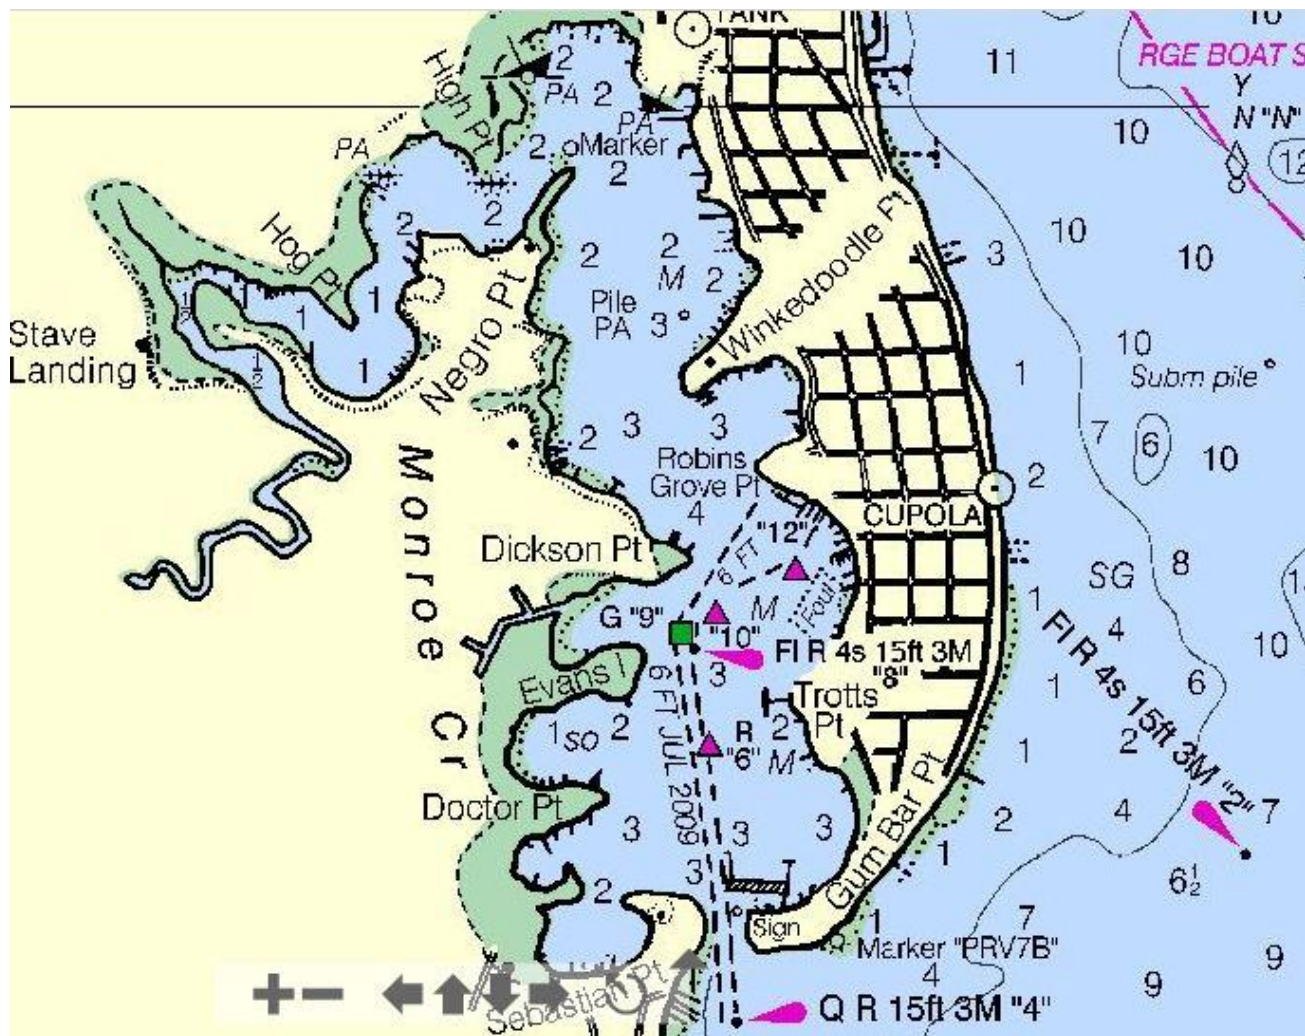 TANK
10
RGE BOAT S
11
2
PA
2
Y
N "N"
High Pt
PA
10
PA
2
Marker
2
12
8
Winkedoodle Pt
2
2
Hog Pt
2
2
M
2
3
10
10
1/2
1
1
1
Negro Pt
Pile
PA
3
Stave
Landing
1/2
1
10
Subm pile
1
2
3
3
7
6
10
Monroe Cr
Robins
Grove Pt
2
4
"12"
CUPOLA
Dickson Pt
6 FT
8
SG
M
Foul
1
4
G "9"
"10"
Fl R 4s 15ft 3M
"8"
10
3
Evans I
6 FT JUL 2009
Trotts
Pt
1
6
Fl R 4s 15ft 3M "2"
1
so
2
R
"6"
2
M
1
2
Doctor Pt
3
3
3
2
4
7
3
Gum Bar Pt
1
6 1/2
2
Sign
1
7
Marker "PRV7B"
4
9
9
Sebastian Pt
Q R 15ft 3M "4"